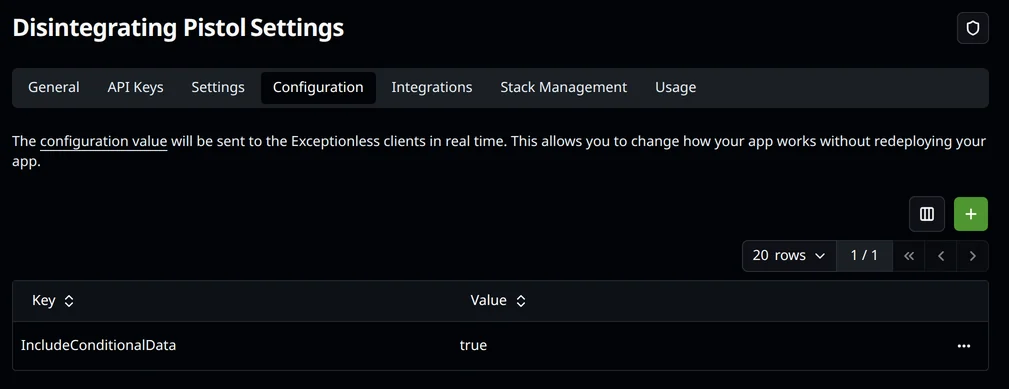 Disintegrating Pistol Settings
General API Keys Settings Configuration Integrations Stack Management Usage
The configuration value will be sent to the Exceptionless clients in real time. This allows you to change how your app works without redeploying your
app.
20 rows 1 / 1
Key Value
IncludeConditionalData true